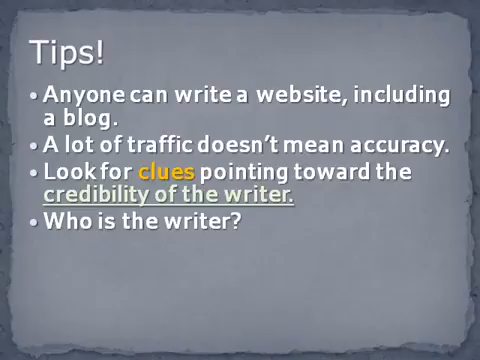 Tips!
• Anyone can write a website, including
a blog.
• A lot of traffic doesn't mean accuracy.
• Look for clues pointing toward the
credibility of the writer.
• Who is the writer?